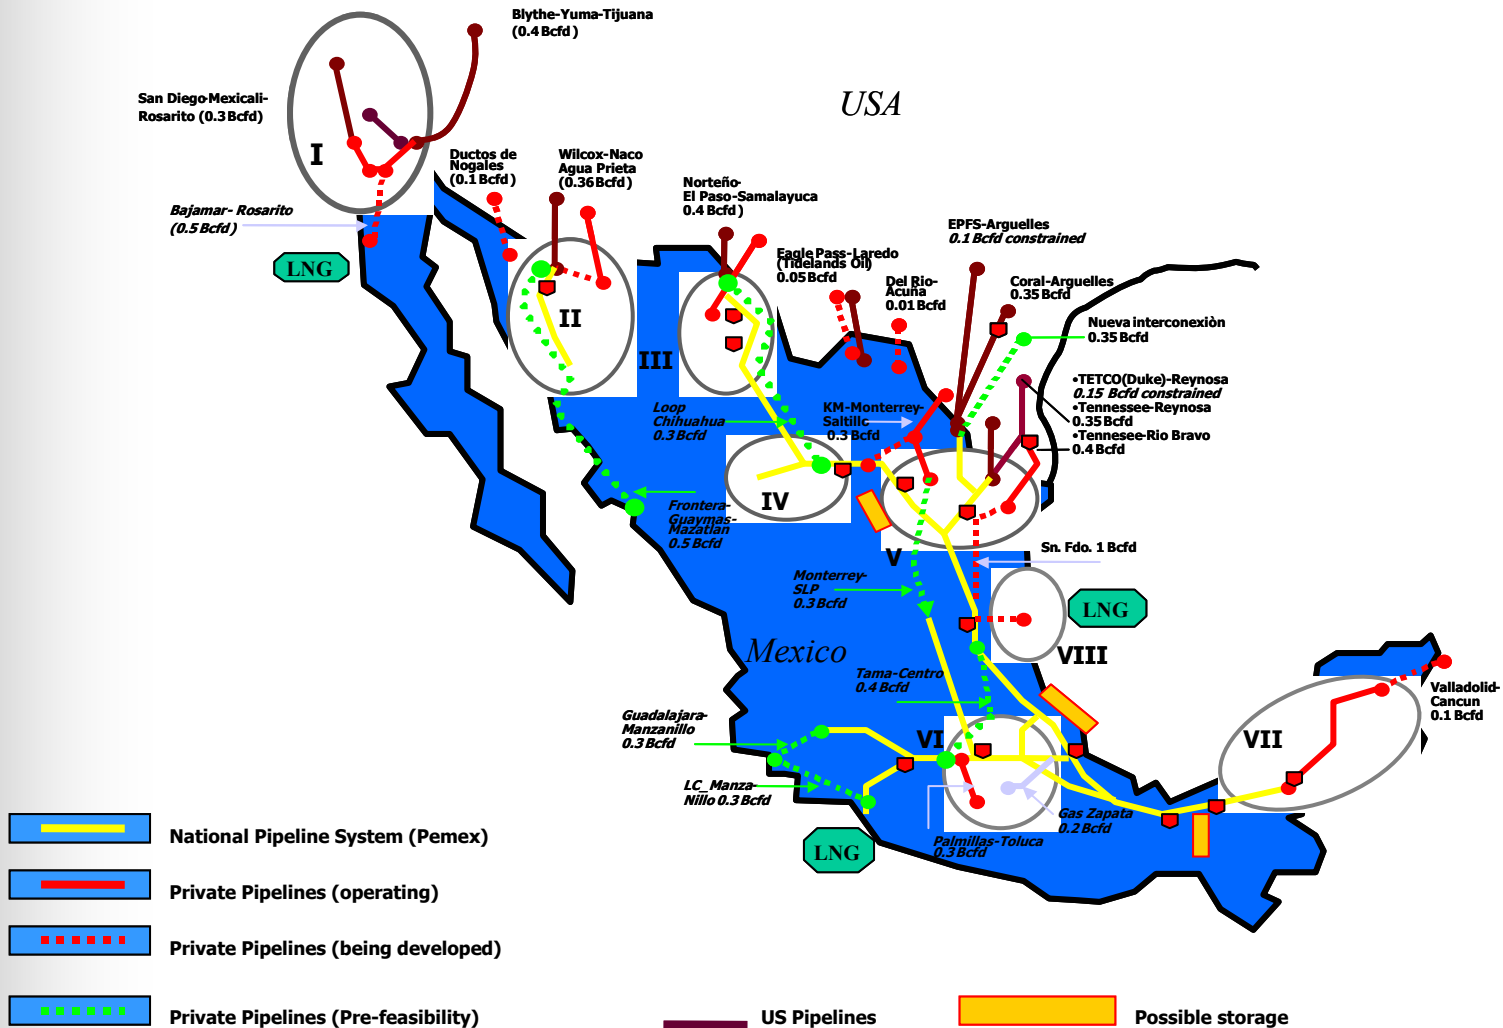 Blythe-Yuma-Tijuana
(0.4 Bcfd )
San Diego-Mexicali-
Rosarito (0.3 Bcfd)
USA
I
Ductos de
Nogales
(0.1 Bcfd )
Wilcox-Naco
Agua Prieta
(0.36 Bcfd )
Norteño-
El Paso-Samalayuca
0.4 Bcfd )
Bajamar- Rosarito
(0.5 Bcfd )
LNG
EPFS-Arguelles
0.1 Bcfd constrained
Eagle Pass-Laredo
(Tidelands Oil)
0.05 Bcfd
Del Rio-
Acuña
0.01 Bcfd
Coral-Arguelles
0.35 Bcfd
Nueva interconexiòn
0.35 Bcfd
II
III
•TETCO(Duke)-Reynosa
0.15 Bcfd constrained
•Tennessee-Reynosa
0.35 Bcfd
•Tennesee-Rio Bravo
0.4 Bcfd
Loop
Chihuahua
0.3 Bcfd
KM-Monterrey-
Saltillo
0.3 Bcfd
IV
Frontera-
Guaymas-
Mazatlan
0.5 Bcfd
V
Sn. Fdo. 1 Bcfd
Monterrey-
SLP
0.3 Bcfd
LNG
Mexico
VIII
Tama-Centro
0.4 Bcfd
Valladolid-
Cancun
0.1 Bcfd
Guadalajara-
Manzanillo
0.3 Bcfd
VI
VII
LC_Manza-
Nillo 0.3 Bcfd
Gas Zapata
0.2 Bcfd
Palmillas-Toluca
0.3 Bcfd
LNG
National Pipeline System (Pemex)
Private Pipelines (operating)
Private Pipelines (being developed)
Private Pipelines (Pre-feasibility)
US Pipelines
Possible storage